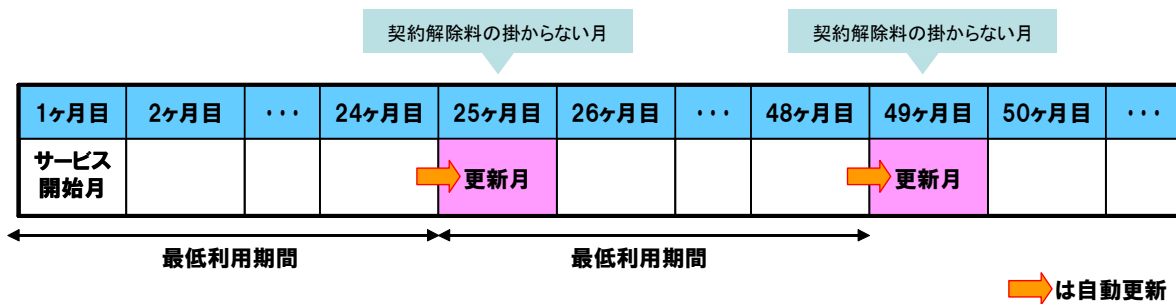 契約解除料の掛からない月
契約解除料の掛からない月
1ヶ月目 2ヶ月目 ・・・ 24ヶ月目 25ヶ月目 26ヶ月目 ・・・ 48ヶ月目 49ヶ月目 50ヶ月目 ・・・
サービス
開始月
更新月
更新月
最低利用期間
最低利用期間
は自動更新